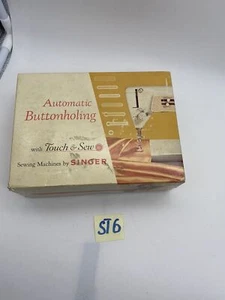 Automatic
Buttonholing
with Touch & Sew
Sewing Machines by SINGER
S16